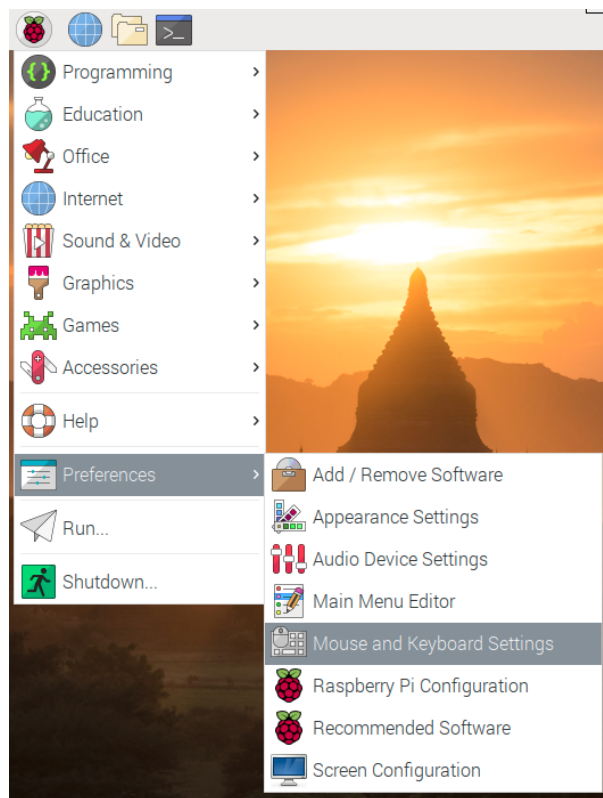 >_
Programming
Education
Office
Internet
Sound & Video
Graphics
Games
Accessories
Help
Preferences
Run...
Shutdown...
Add / Remove Software
Appearance Settings
Audio Device Settings
Main Menu Editor
Mouse and Keyboard Settings
Raspberry Pi Configuration
Recommended Software
Screen Configuration